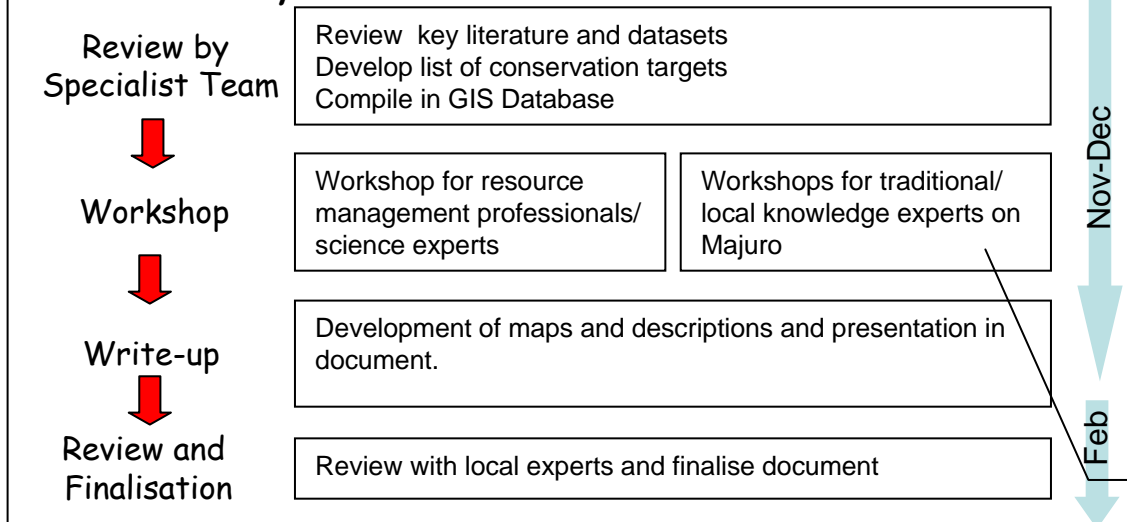 Review by
Specialist Team
Review key literature and datasets
Develop list of conservation targets
Compile in GIS Database
Workshop
Workshop for resource
management professionals/
science experts
Workshops for traditional/
local knowledge experts on
Majuro
Nov-Dec
Write-up
Development of maps and descriptions and presentation in
document.
Review and
Finalisation
Review with local experts and finalise document
Feb